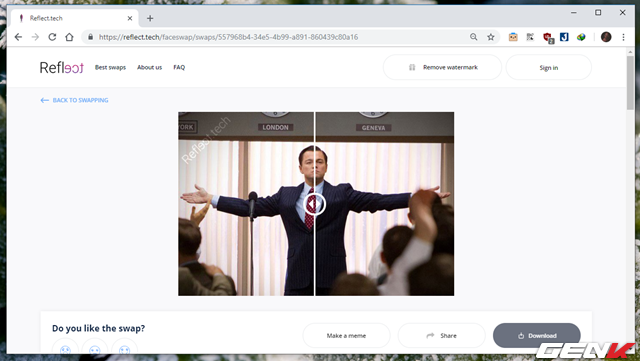 Reflect.tech
https://reflect.tech/faceswap/swaps/557968b4-34e5-4b99-a891-860439c80a16
2
Reflect
Best swaps
About us
FAQ
Remove watermark
Sign in
BACK TO SWAPPING
YORK
LONDON
GENEVA
Reflect.tech
Do you like the swap?
Make a meme
Share
Download
GENK